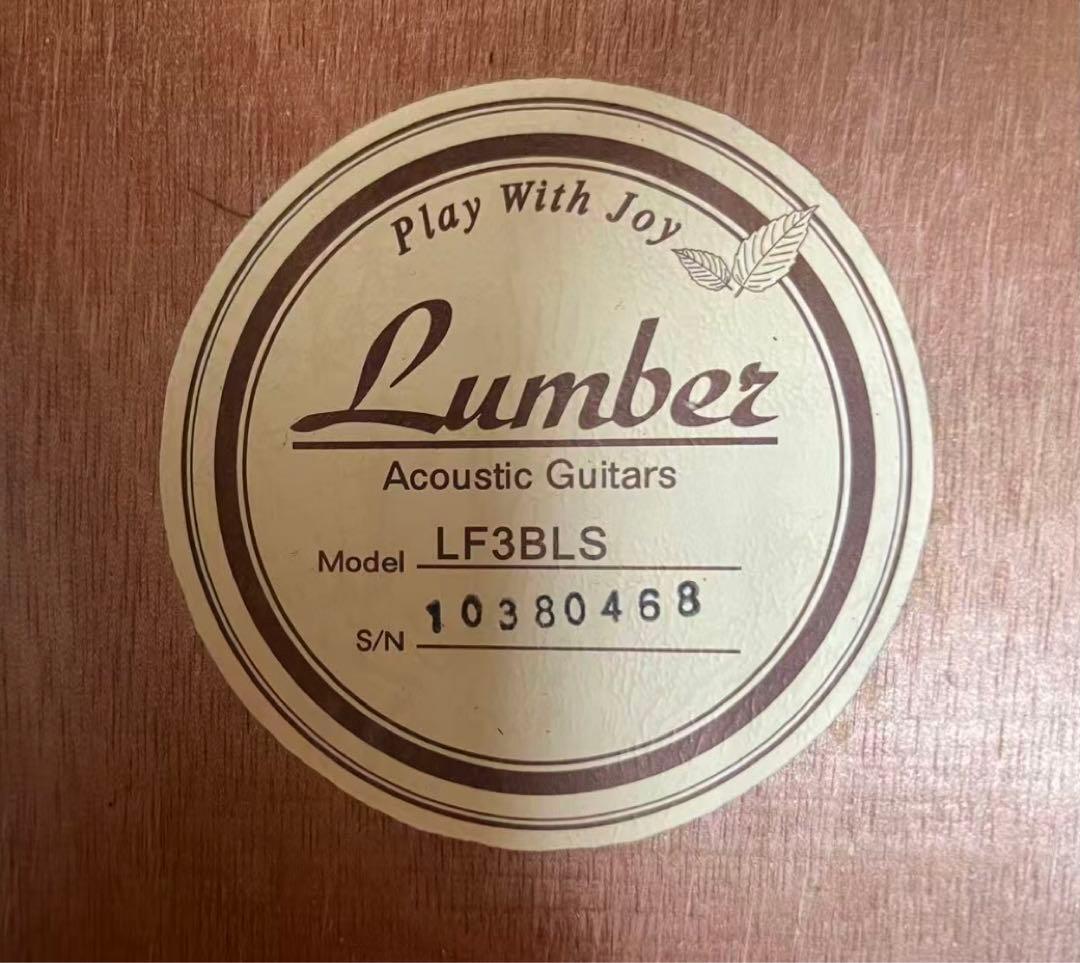 Play With Joy
Lumber
Acoustic Guitars
Model LF3BLS
S/N 10380468